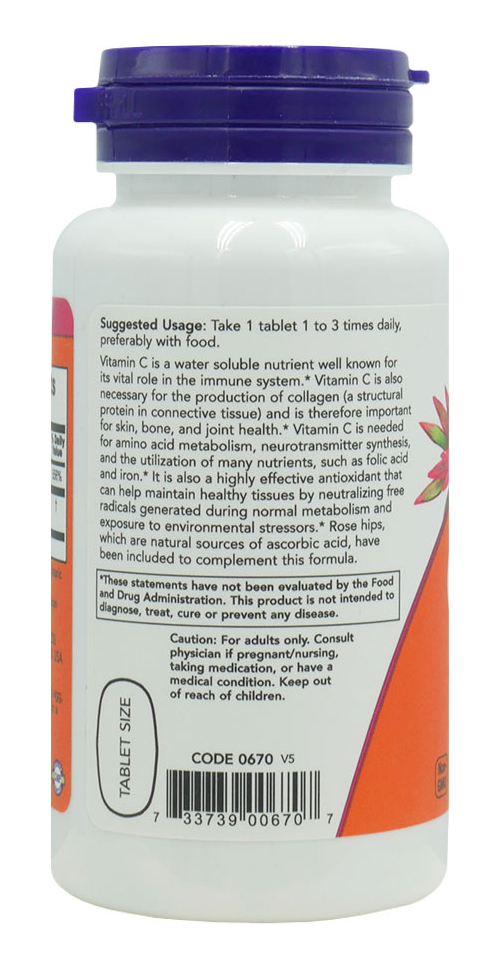 Suggested Usage: Take 1 tablet 1 to 3 times daily,
preferably with food.
Vitamin C is a water soluble nutrient well known for
its vital role in the immune system.* Vitamin C is also
necessary for the production of collagen (a structural
protein in connective tissue) and is therefore important
for skin, bone, and joint health.* Vitamin C is needed
for amino acid metabolism, neurotransmitter synthesis,
and the utilization of many nutrients, such as folic acid
and iron.* It is also a highly effective antioxidant that
can help maintain healthy tissues by neutralizing free
radicals generated during normal metabolism and
exposure to environmental stressors.* Rose hips,
which are natural sources of ascorbic acid, have
been included to complement this formula.
*These statements have not been evaluated by the Food
and Drug Administration. This product is not intended to
diagnose, treat, cure or prevent any disease.
Caution: For adults only. Consult
physician if pregnant/nursing,
taking medication, or have a
medical condition. Keep out
of reach of children.
TABLET SIZE
CODE 0670 V5
7 33739 00670 7
Non-
GMO
Daily
Value
USA